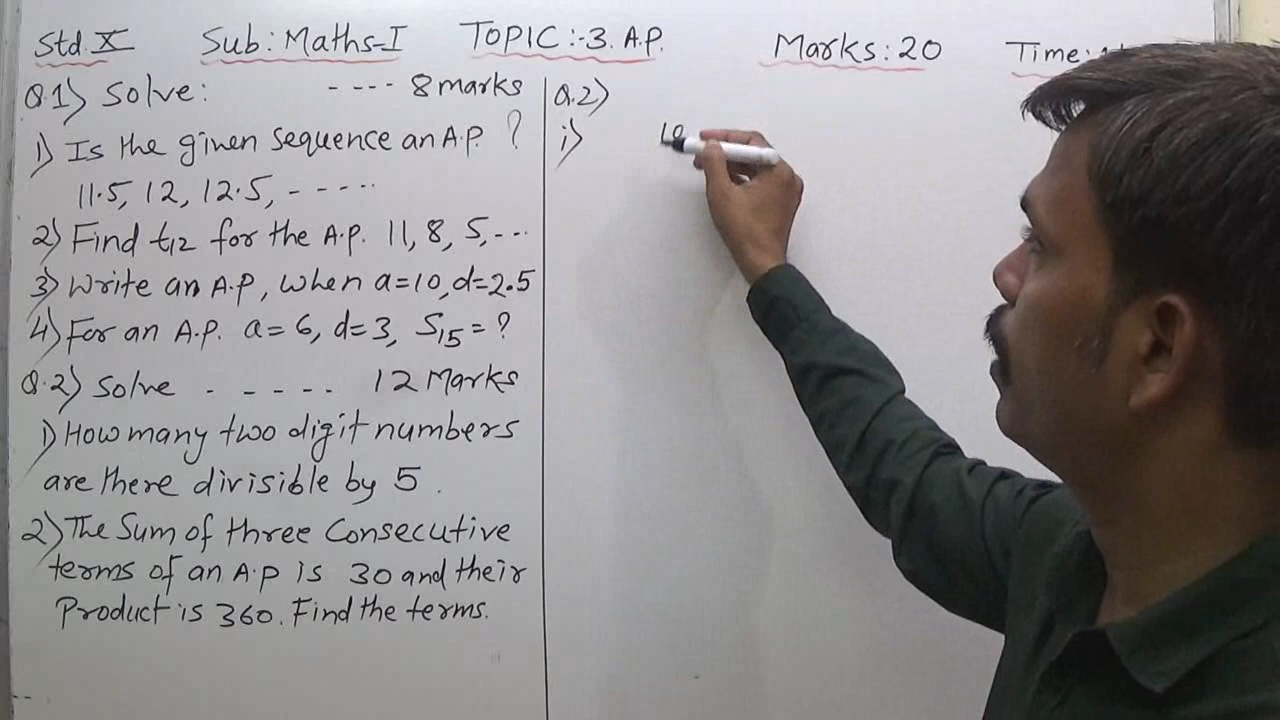 Std. X Sub: Maths-I TOPIC:-3. A.P. Marks: 20 Time:
Q.1) Solve: ---- 8 marks
1) Is the given sequence an A.P. ?
11.5, 12, 12.5, -----
2) Find t12 for the A.P. 11, 8, 5, ---
3) Write an A.P, when a=10, d=2.5
4) For an A.P. a=6, d=3, S15=?
Q.2) Solve - - - - - - 12 Marks
1) How many two digit numbers
are there divisible by 5.
2) The Sum of three Consecutive
terms of an A.P is 30 and their
Product is 360. Find the terms.
Q.2)
i) 10